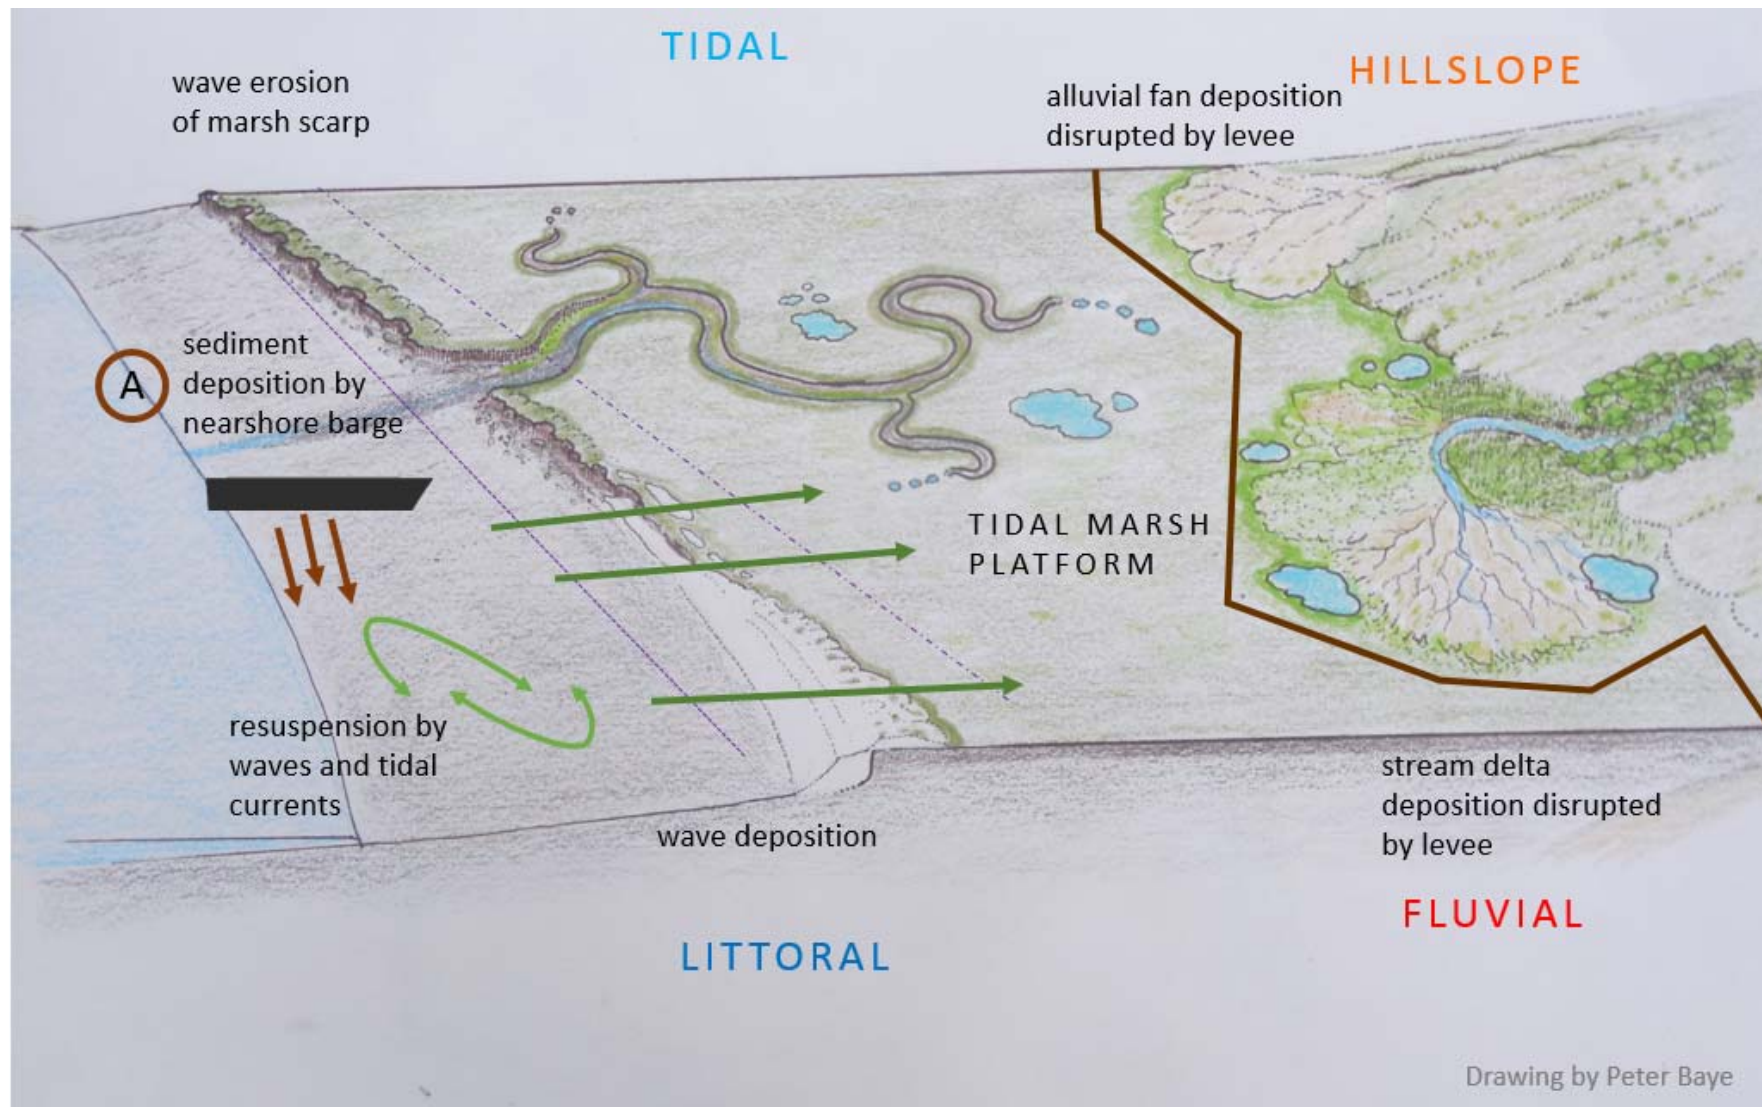 TIDAL
HILLSLOPE
wave erosion
of marsh scarp
alluvial fan deposition
disrupted by levee
A
sediment
deposition by
nearshore barge
TIDAL MARSH
PLATFORM
resuspension by
waves and tidal
currents
wave deposition
stream delta
deposition disrupted
by levee
FLUVIAL
LITTORAL
Drawing by Peter Baye